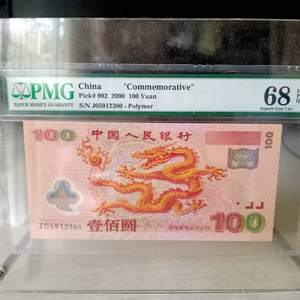 PMG
PAPER MONEY GUARANTY
China "Commemorative"
Pick# 902 2000 100 Yuan
S/N J05912380 - Polymer
68 EPQ
Superb Gem Unc
100 中国人民银行
100
J05912380
壹佰圆
100